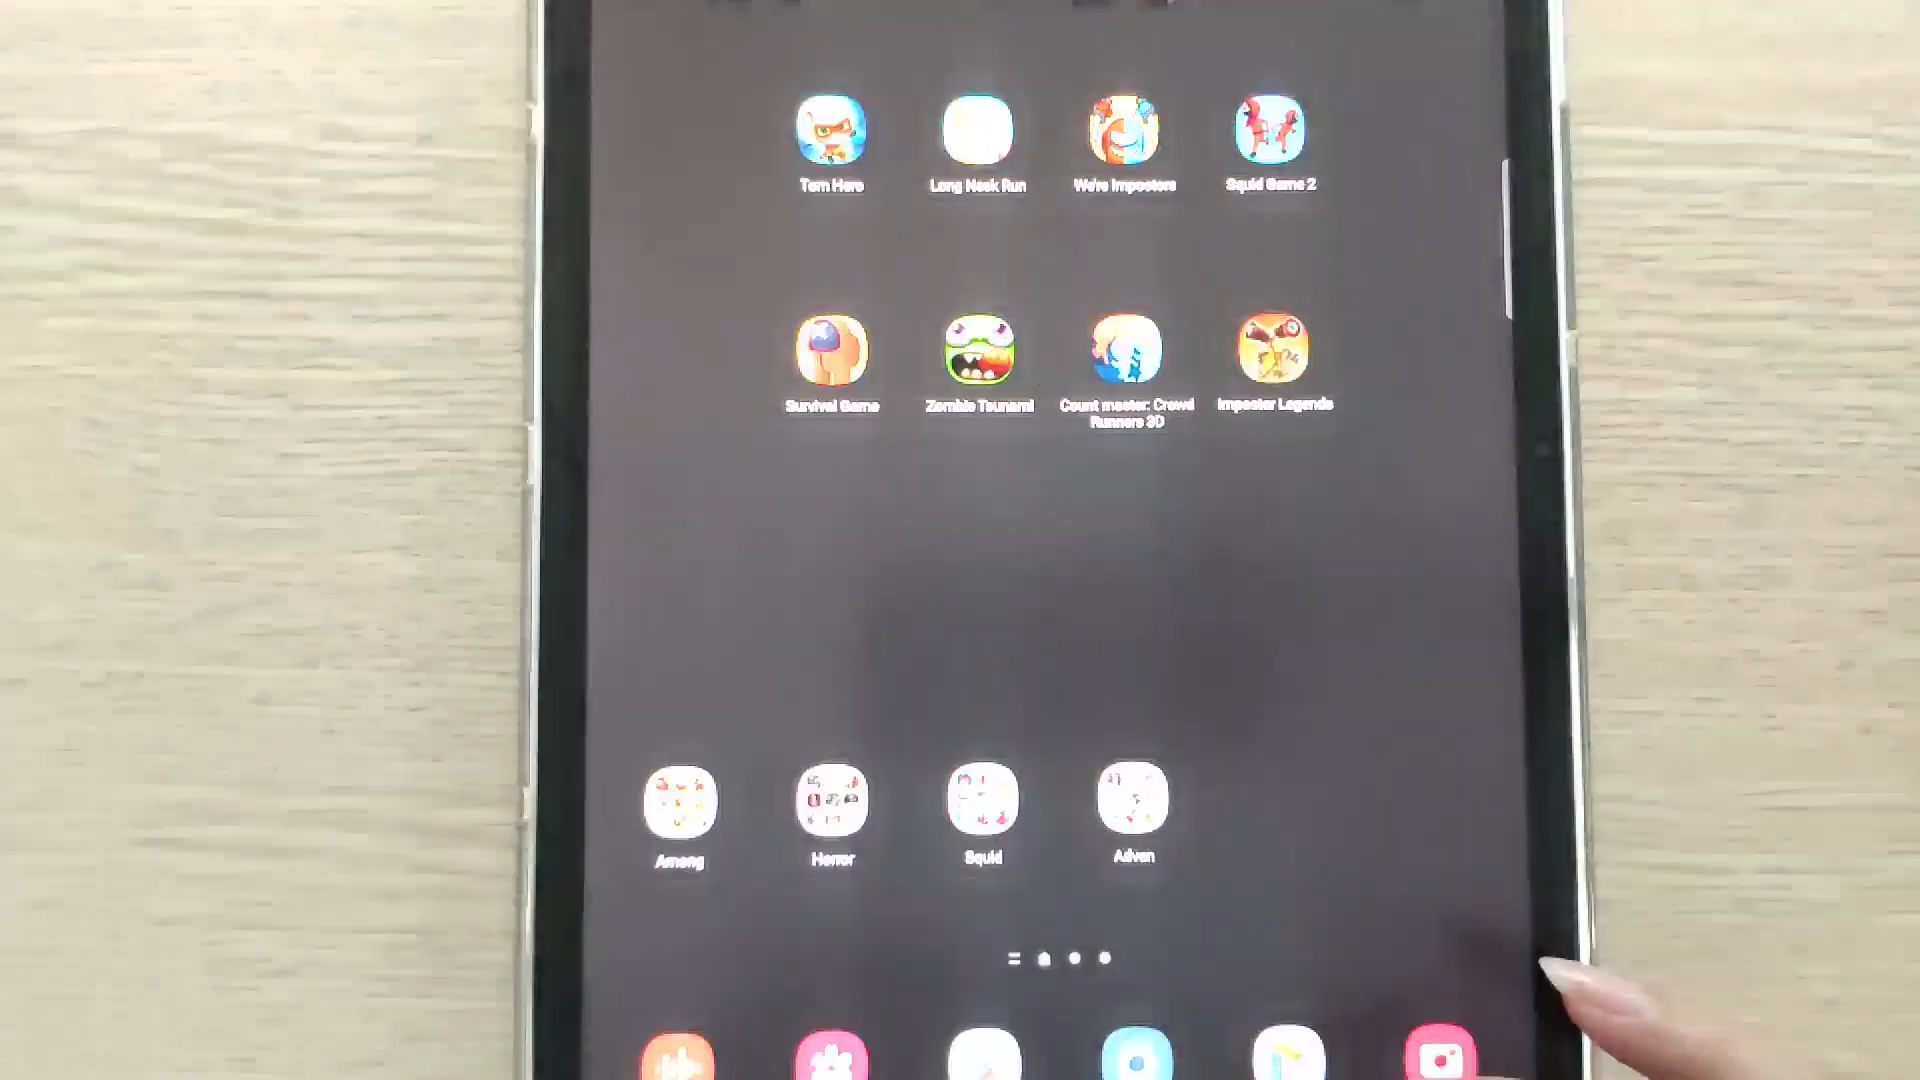 Tom Hero
Long Neck Run
We're Impostors
Squid Game 2
Survival Game
Zombie Tsunami
Count master: Crowd
Runners 3D
Imposter Legends
Among
Horror
Squid
Adven